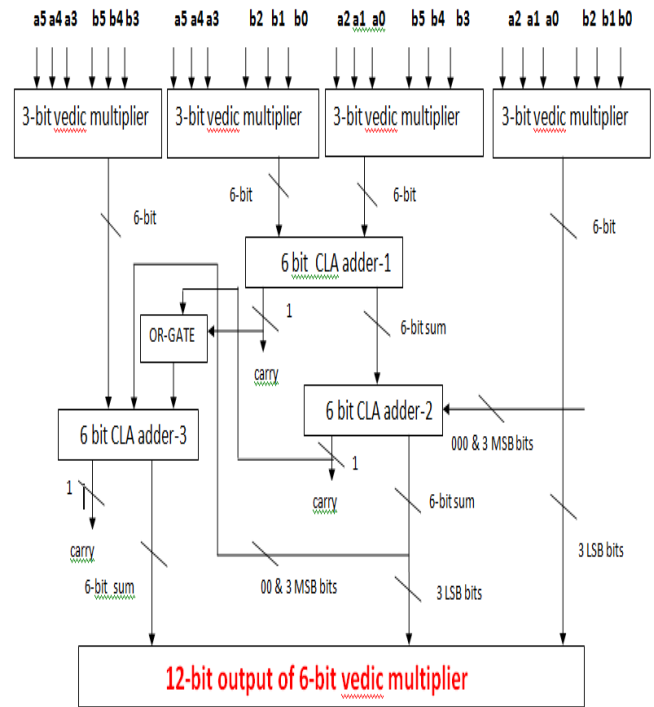 a5 a4 a3 b5 b4 b3 a5 a4 a3 b2 b1 b0 a2 a1 a0 b5 b4 b3 a2 a1 a0 b2 b1 b0
3-bit vedic multiplier 3-bit vedic multiplier 3-bit vedic multiplier 3-bit vedic multiplier
6-bit 6-bit 6-bit 6-bit
6 bit CLA adder-1
1
OR-GATE
6-bit sum
carry
6 bit CLA adder-2
6 bit CLA adder-3
000 & 3 MSB bits
1
1
carry
6-bit sum
carry
3 LSB bits
6-bit sum
00 & 3 MSB bits
3 LSB bits
12-bit output of 6-bit vedic multiplier